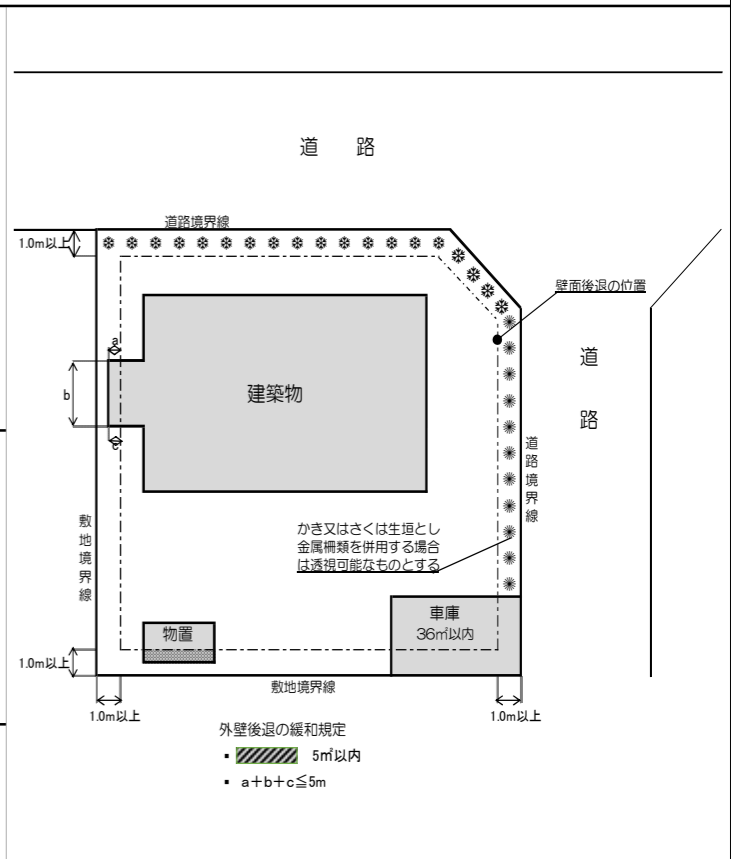 道　路
道路境界線
1.0m以上
壁面後退の位置
a
b
c
建築物
道
路
道
路
境
界
線
敷
地
境
界
線
かき又はさくは生垣とし
金属柵類を併用する場合
は透視可能なものとする
車庫
36㎡以内
物置
1.0m以上
敷地境界線
1.0m以上
1.0m以上
外壁後退の緩和規定
▪ 5㎡以内
▪ a+b+c≦5m